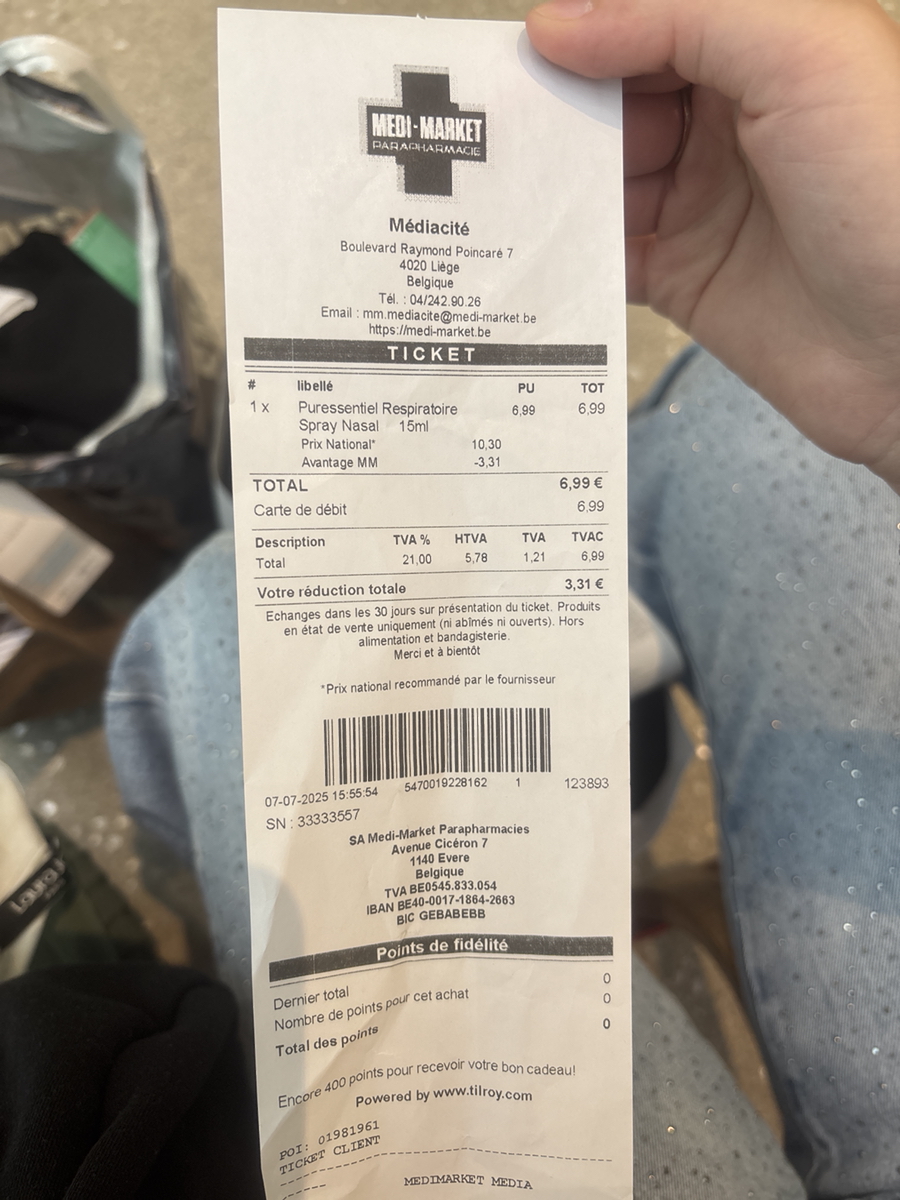 MEDI-MARKET
PARAPHARMACIE
Médiacité
Boulevard Raymond Poincaré 7
4020 Liège
Belgique
Tél. : 04/242.90.26
Email : mm.mediacite@medi-market.be
https://medi-market.be
TICKET
# libellé PU TOT
1 x Puressentiel Respiratoire 6,99 6,99
Spray Nasal 15ml
Prix National* 10,30
Avantage MM -3,31
TOTAL 6,99 €
Carte de débit 6,99
Description TVA % HTVA TVA TVAC
Total 21,00 5,78 1,21 6,99
Votre réduction totale 3,31 €
Echanges dans les 30 jours sur présentation du ticket. Produits
en état de vente uniquement (ni abîmés ni ouverts). Hors
alimentation et bandagisterie.
Merci et à bientôt
*Prix national recommandé par le fournisseur
07-07-2025 15:55:54 5470019228162 1 123893
SN : 33333557
SA Medi-Market Parapharmacies
Avenue Cicéron 7
1140 Evere
Belgique
TVA BE0545.833.054
IBAN BE40-0017-1864-2663
BIC GEBABEBB
Points de fidélité
Dernier total 0
Nombre de points pour cet achat 0
Total des points 0
Encore 400 points pour recevoir votre bon cadeau!
Powered by www.tilroy.com
POI: 01981961
TICKET CLIENT
MEDIMARKET MEDIA